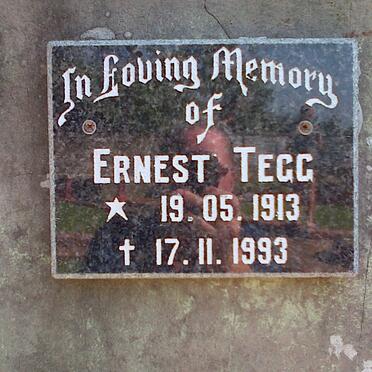 In Loving Memory
of
ERNEST TEGG
★ 19. 05. 1913
✝ 17. 11. 1993